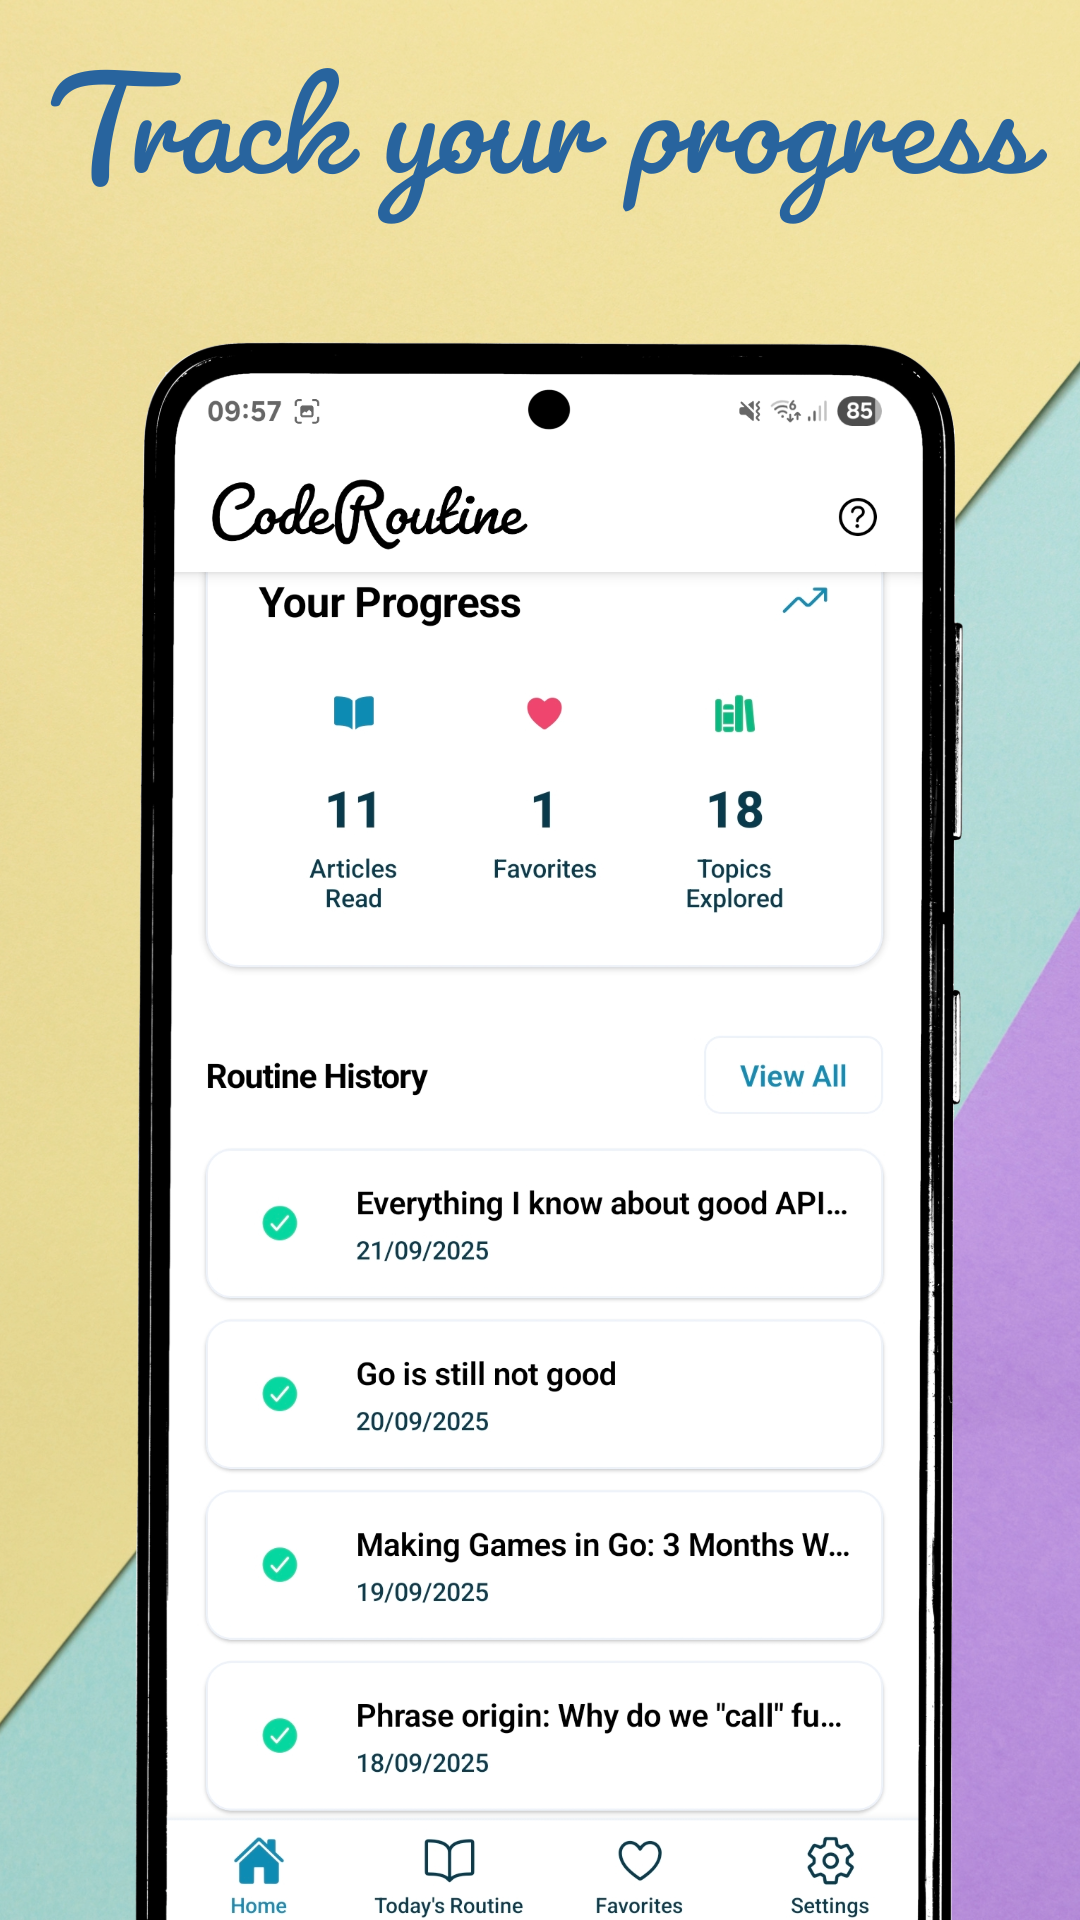 Track your progress
09:57
6
85
CodeRoutine
Your Progress
11
1
18
Articles
Read
Favorites
Topics
Explored
Routine History
View All
Everything I know about good API...
21/09/2025
Go is still not good
20/09/2025
Making Games in Go: 3 Months W...
19/09/2025
Phrase origin: Why do we "call" fu...
18/09/2025
Home
Today's Routine
Favorites
Settings